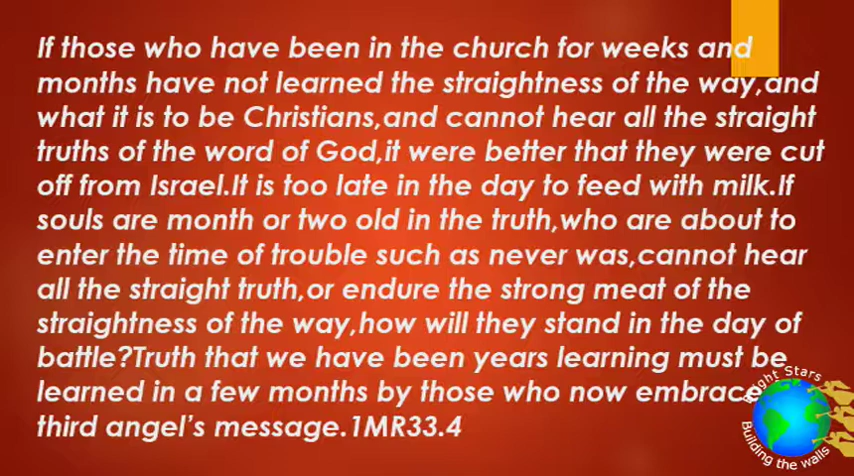 If those who have been in the church for weeks and
months have not learned the straightness of the way,and
what it is to be Christians,and cannot hear all the straight
truths of the word of God,it were better that they were cut
off from Israel.It is too late in the day to feed with milk.If
souls are month or two old in the truth,who are about to
enter the time of trouble such as never was,cannot hear
all the straight truth,or endure the strong meat of the
straightness of the way,how will they stand in the day of
battle?Truth that we have been years learning must be
learned in a few months by those who now embrace
third angel's message.1MR33.4
Bright Stars
Building the walls